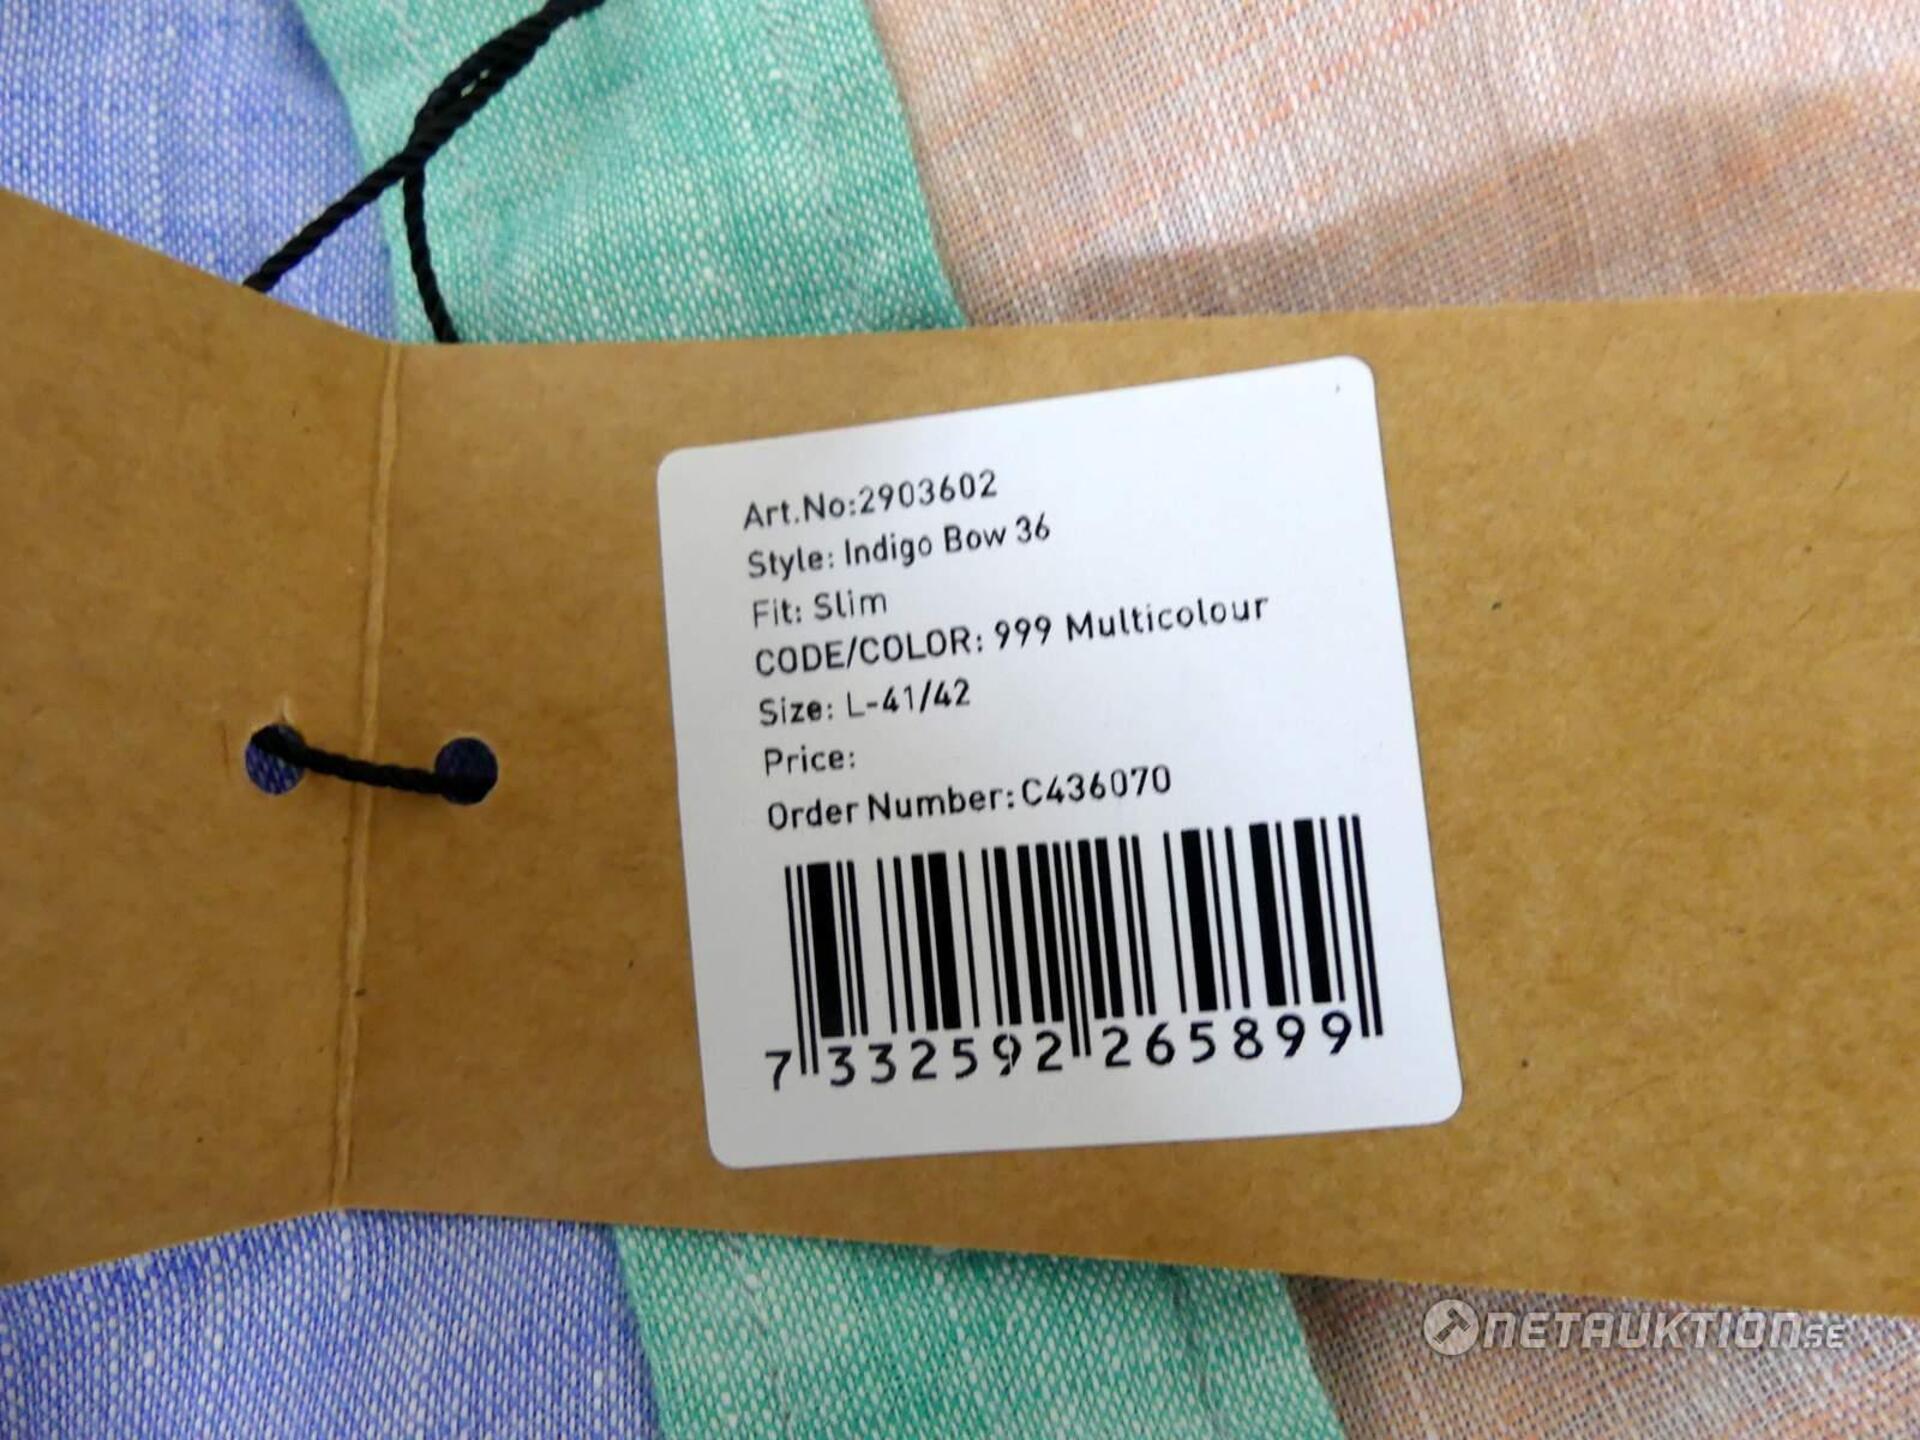 Art.No:2903602
Style: Indigo Bow 36
Fit: Slim
CODE/COLOR: 999 Multicolour
Size: L-41/42
Price:
Order Number:C436070
7 332592 265899
NETAUKTION.SE